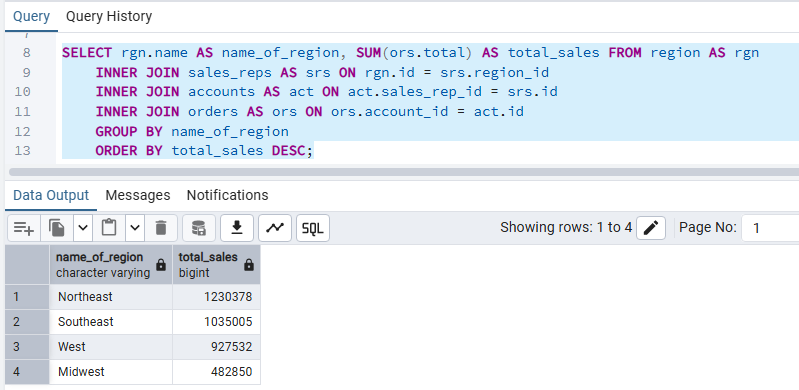 Query Query History
8 SELECT rgn.name AS name_of_region, SUM(ors.total) AS total_sales FROM region AS rgn
9 INNER JOIN sales_reps AS srs ON rgn.id = srs.region_id
10 INNER JOIN accounts AS act ON act.sales_rep_id = srs.id
11 INNER JOIN orders AS ors ON ors.account_id = act.id
12 GROUP BY name_of_region
13 ORDER BY total_sales DESC;
Data Output Messages Notifications
SQL Showing rows: 1 to 4 Page No: 1
name_of_region total_sales
character varying bigint
1 Northeast 1230378
2 Southeast 1035005
3 West 927532
4 Midwest 482850